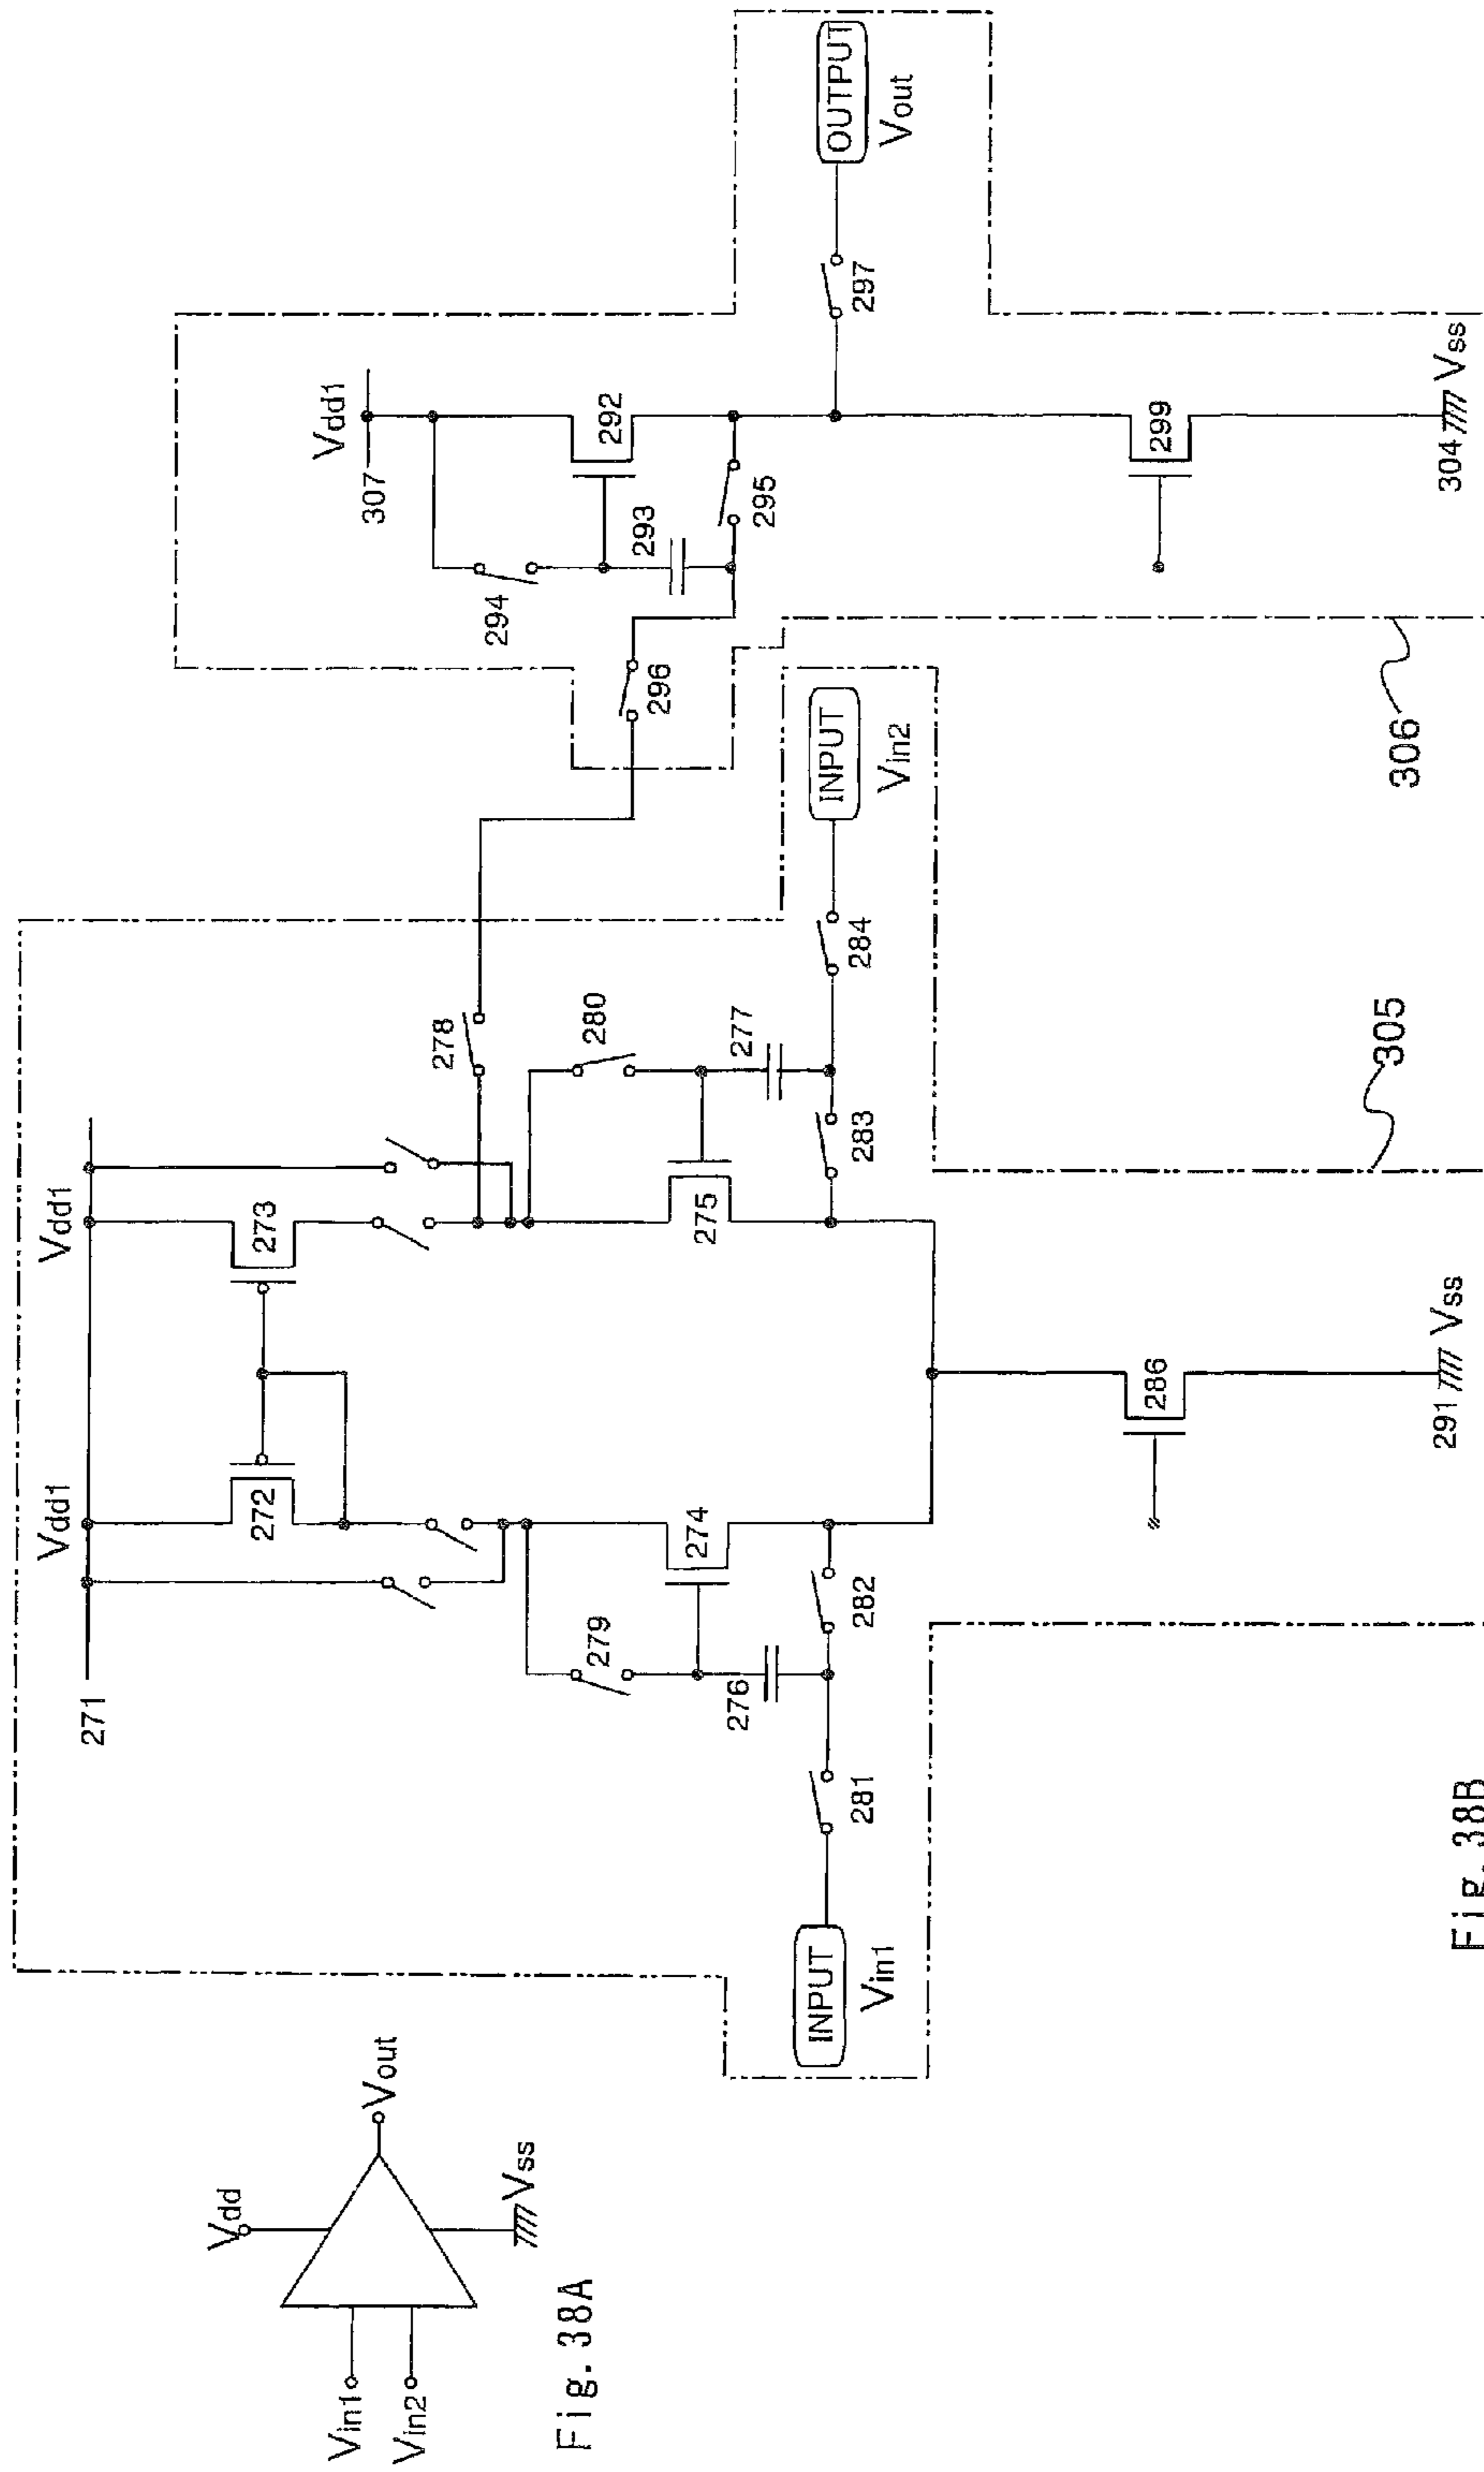 Vdd
Vin1
Vin2
Vout
Vss
Fig. 38A
271
Vdd1
Vdd1
272
273
278
279
280
274
275
276
277
INPUT
Vin1
281
282
283
284
INPUT
Vin2
286
291
Vss
305
Fig. 38B
Vdd1
307
294
292
293
295
296
297
OUTPUT
Vout
299
304
Vss
306